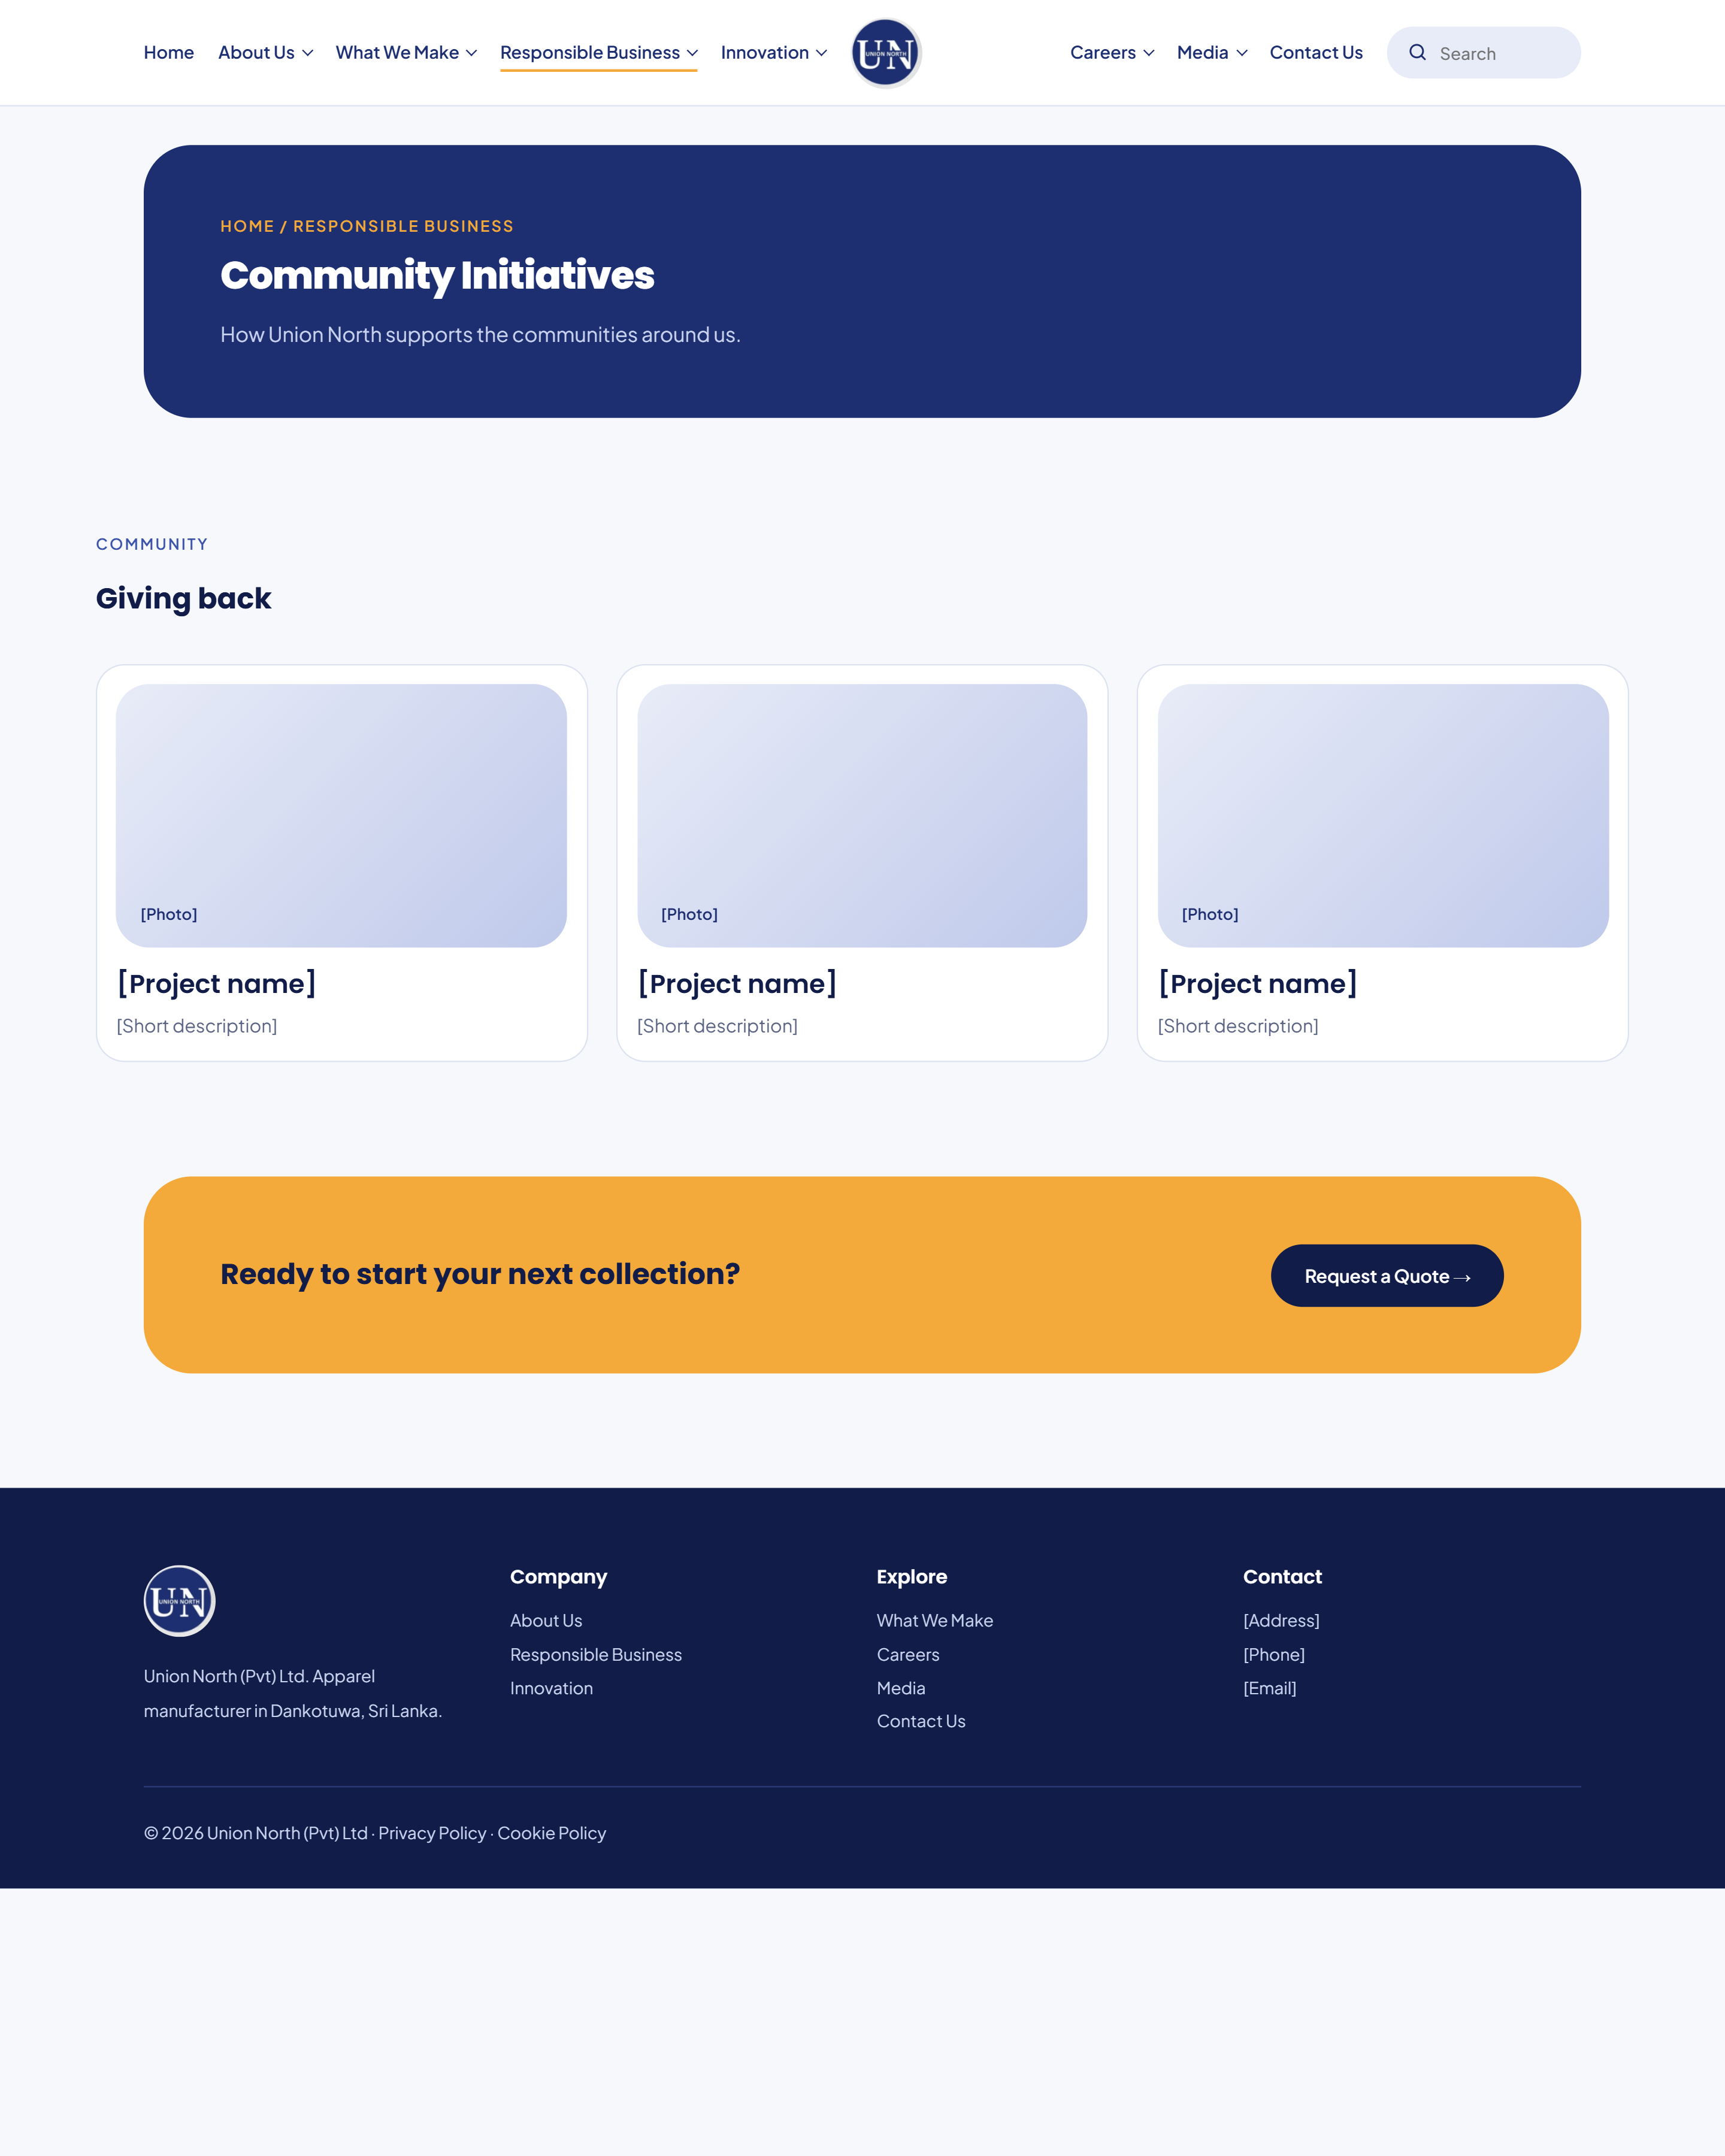 Home About Us What We Make Responsible Business Innovation UN UNION NORTH Careers Media Contact Us Search
HOME / RESPONSIBLE BUSINESS
Community Initiatives
How Union North supports the communities around us.
COMMUNITY
Giving back
[Photo]
[Project name]
[Short description]
[Photo]
[Project name]
[Short description]
[Photo]
[Project name]
[Short description]
Ready to start your next collection?
Request a Quote →
UN UNION NORTH
Union North (Pvt) Ltd. Apparel
manufacturer in Dankotuwa, Sri Lanka.
Company
About Us
Responsible Business
Innovation
Explore
What We Make
Careers
Media
Contact Us
Contact
[Address]
[Phone]
[Email]
© 2026 Union North (Pvt) Ltd · Privacy Policy · Cookie Policy